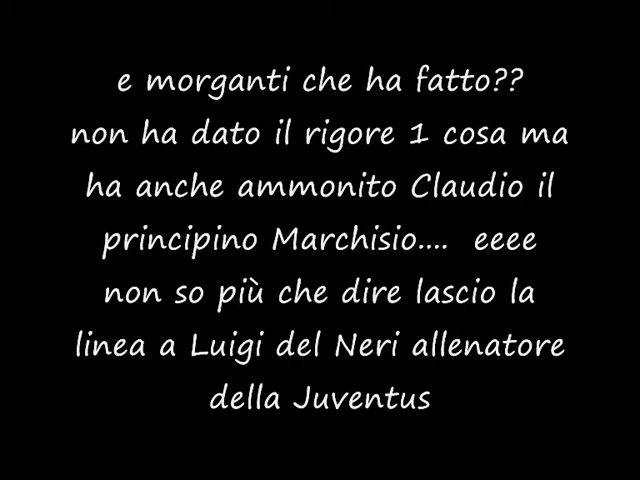 e morganti che ha fatto??
non ha dato il rigore 1 cosa ma
ha anche ammonito Claudio il
principino Marchisio.... eeee
non so più che dire lascio la
linea a Luigi del Neri allenatore
della Juventus